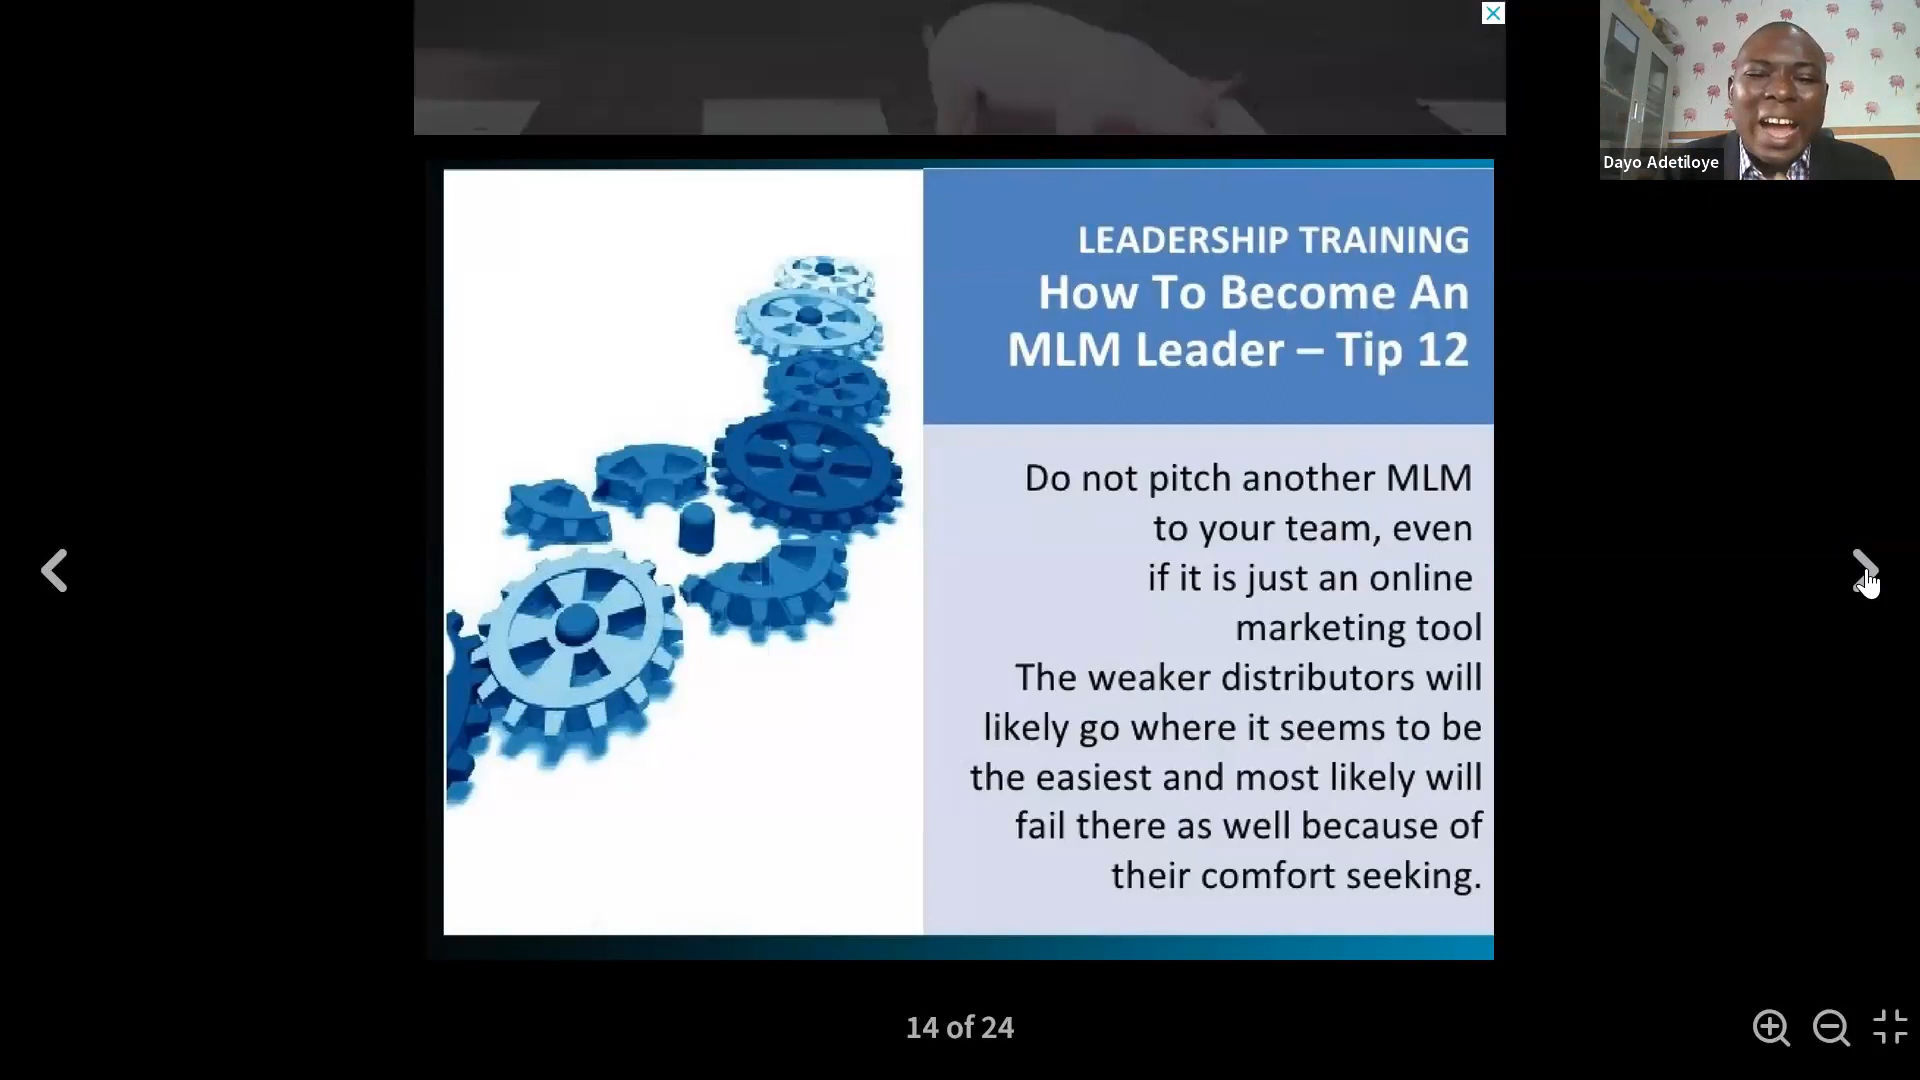 Dayo Adetiloye
LEADERSHIP TRAINING
How To Become An
MLM Leader – Tip 12
Do not pitch another MLM
to your team, even
if it is just an online
marketing tool
The weaker distributors will
likely go where it seems to be
the easiest and most likely will
fail there as well because of
their comfort seeking.
14 of 24